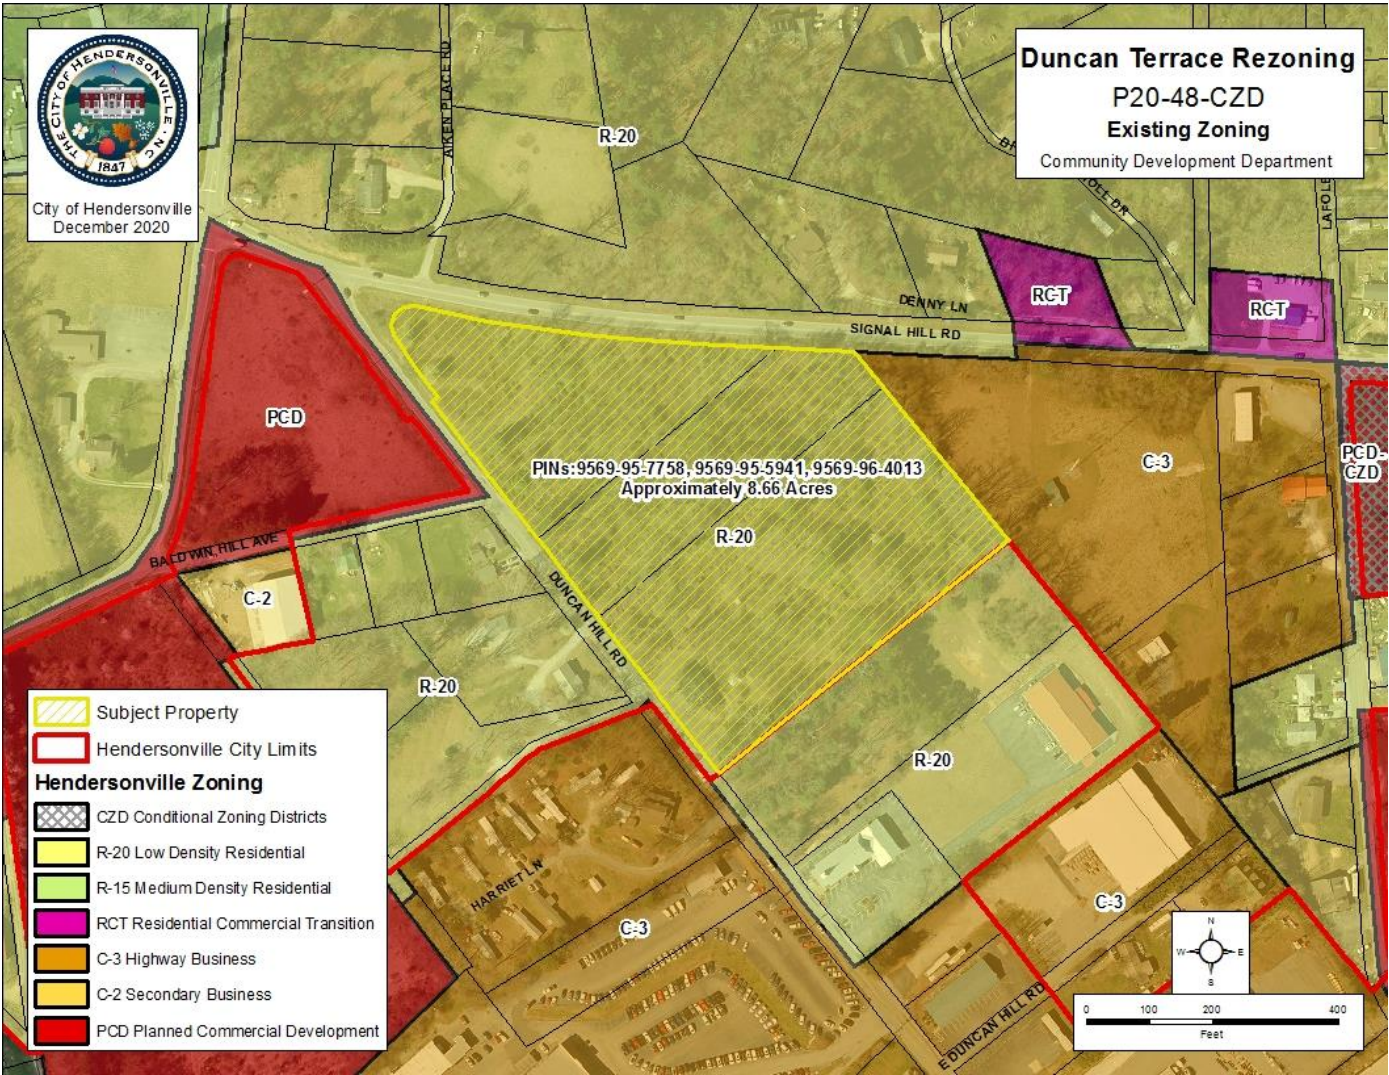 THE CITY OF HENDERSONVILLE · N.C.
1847
City of Hendersonville
December 2020
Duncan Terrace Rezoning
P20-48-CZD
Existing Zoning
Community Development Department
AIKEN PLACE RD
R-20
LAFOLE
DENNY LN
SIGNAL HILL RD
RCT
RCT
PCD
PINs:9569-95-7758, 9569-95-5941, 9569-96-4013
Approximately 8.66 Acres
R-20
C-3
PCD-
CZD
BALDWIN HILL AVE
C-2
DUNCAN HILL RD
R-20
R-20
HARRIET LN
C-3
C-3
E DUNCAN HILL RD
Subject Property
Hendersonville City Limits
Hendersonville Zoning
CZD Conditional Zoning Districts
R-20 Low Density Residential
R-15 Medium Density Residential
RCT Residential Commercial Transition
C-3 Highway Business
C-2 Secondary Business
PCD Planned Commercial Development
N
W E
S
0 100 200 400
Feet